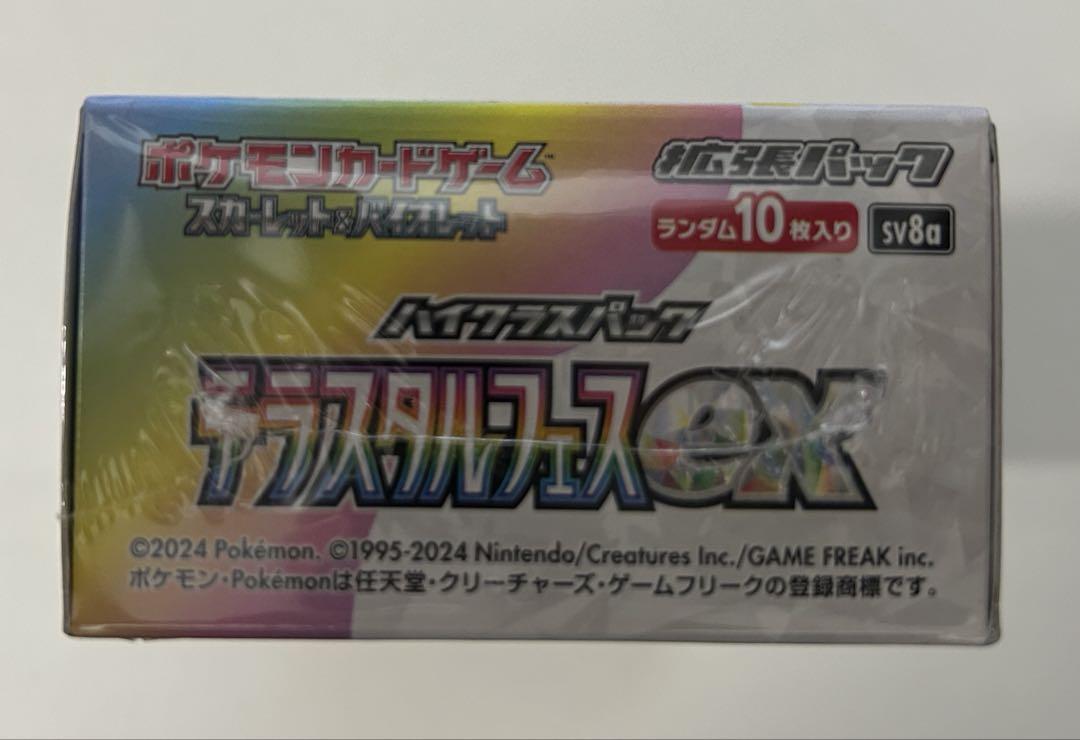 ポケモンカードゲーム™
スカーレット&バイオレット
拡張パック
ランダム10枚入り
sv8a
ハイクラスパック
テラスタルフェスex
©2024 Pokémon. ©1995-2024 Nintendo/Creatures Inc./GAME FREAK inc.
ポケモン・Pokémonは任天堂・クリーチャーズ・ゲームフリークの登録商標です。